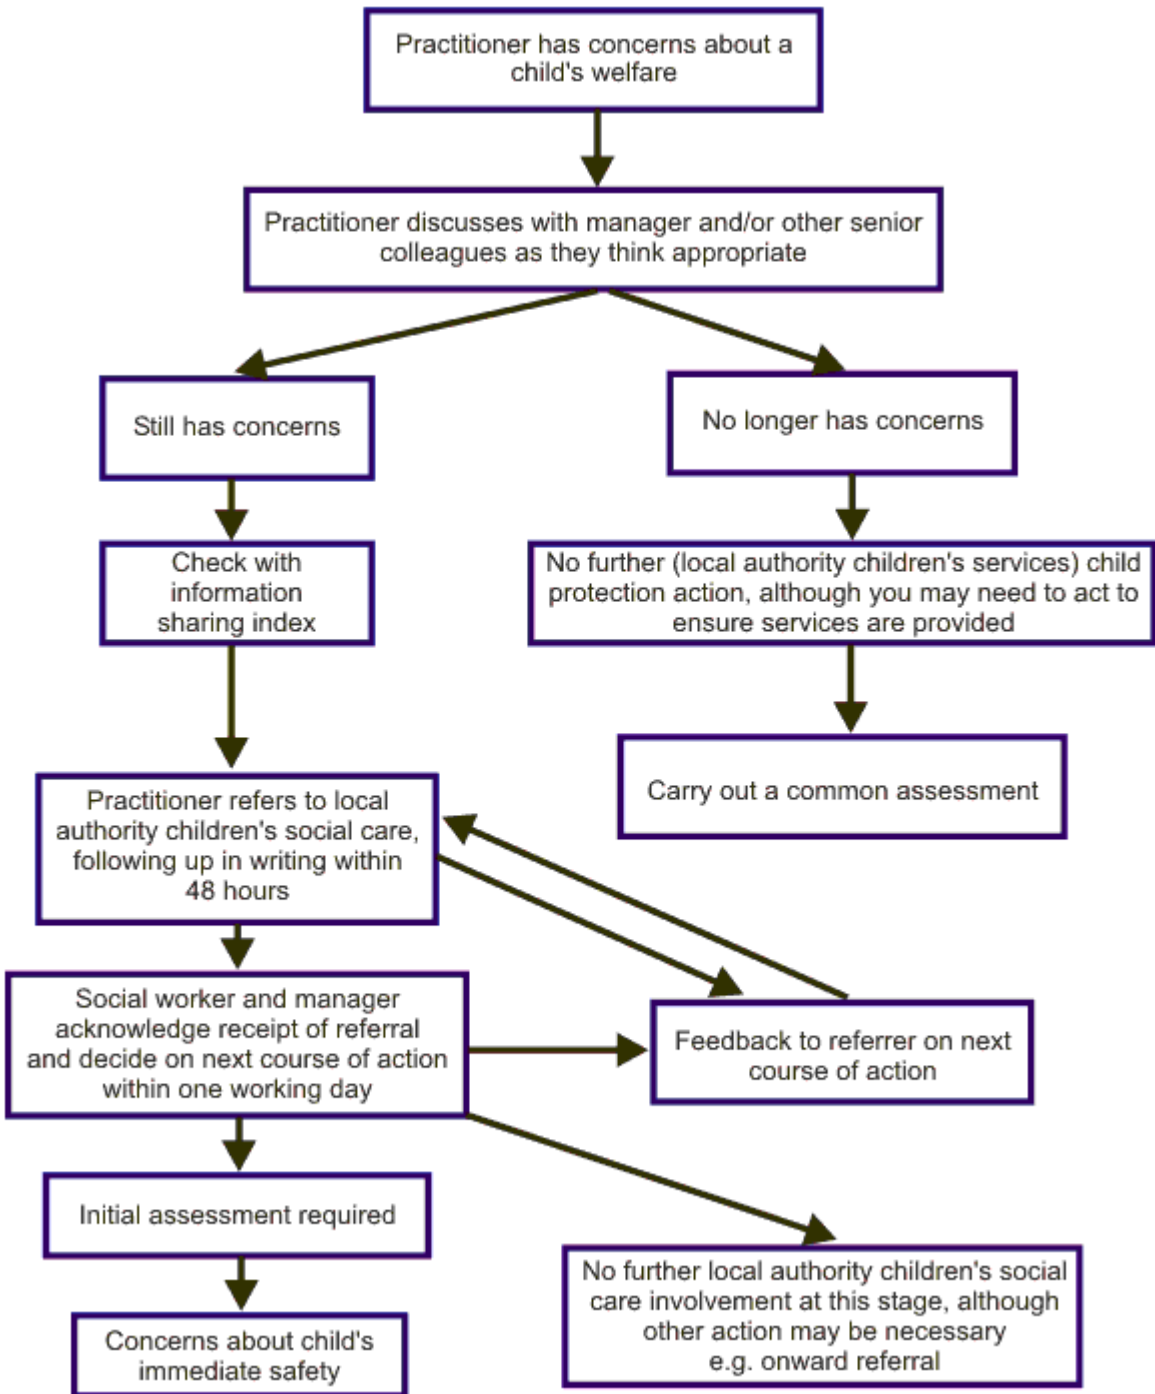 Practitioner has concerns about a
child's welfare
Practitioner discusses with manager and/or other senior
colleagues as they think appropriate
Still has concerns
No longer has concerns
Check with
information
sharing index
No further (local authority children's services) child
protection action, although you may need to act to
ensure services are provided
Carry out a common assessment
Practitioner refers to local
authority children's social care,
following up in writing within
48 hours
Social worker and manager
acknowledge receipt of referral
and decide on next course of action
within one working day
Feedback to referrer on next
course of action
Initial assessment required
No further local authority children's social
care involvement at this stage, although
other action may be necessary
e.g. onward referral
Concerns about child's
immediate safety